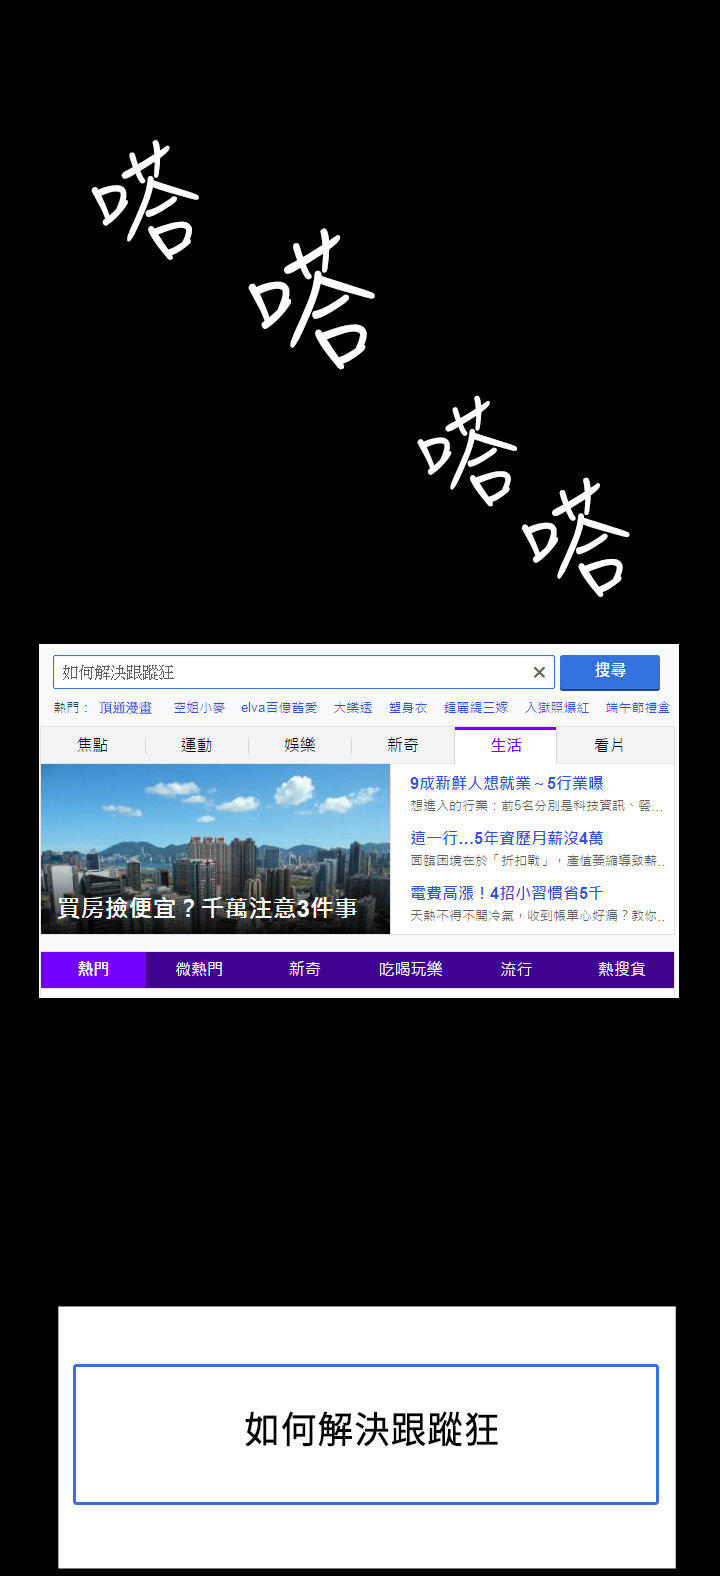 嗒
嗒
嗒
嗒
如何解決跟蹤狂
搜尋
熱門： 頂通漫畫 空姐小麥 elva百億舊愛 大樂透 塑身衣 鍾麗緹三嫁 入獄照爆紅 端午節禮盒
焦點 運動 娛樂 新奇 生活 看片
9成新鮮人想就業～5行業曝
想進入的行業：前5名分別是科技資訊、餐...
這一行...5年資歷月薪沒4萬
面臨困境在於「折扣戰」，產值萎縮導致薪..
電費高漲！4招小習慣省5千
天熱不得不開冷氣，收到帳單心好痛？教你..
買房撿便宜？千萬注意3件事
熱門 微熱門 新奇 吃喝玩樂 流行 熱搜貨
如何解決跟蹤狂